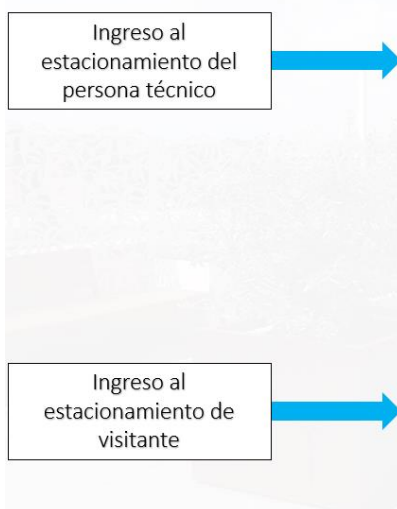 Ingreso al
estacionamiento del
persona técnico
Ingreso al
estacionamiento de
visitante